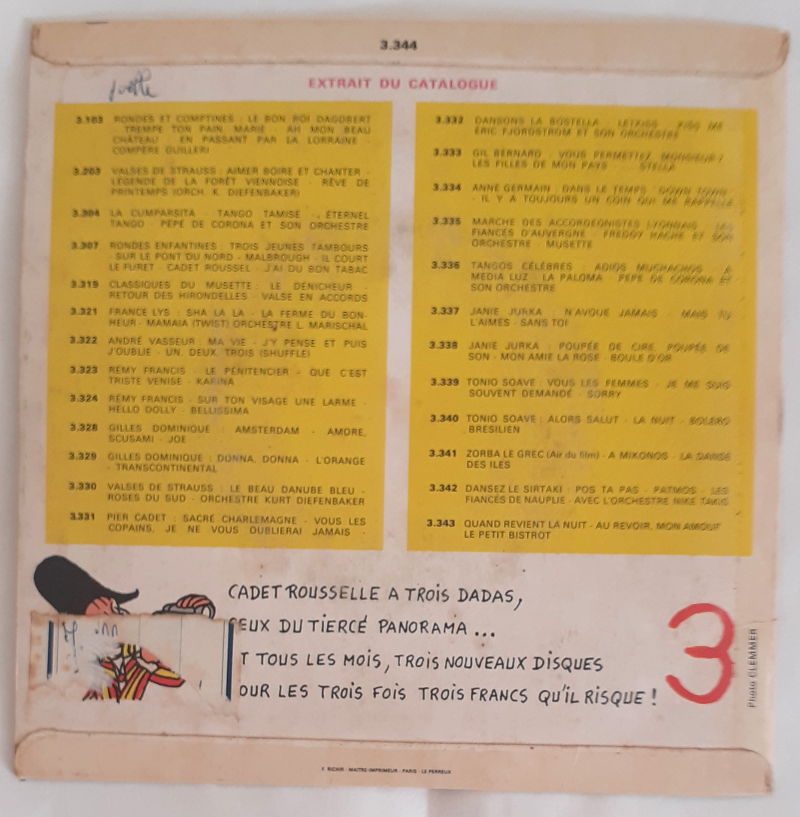 3.344
Yvette
EXTRAIT DU CATALOGUE
3.103 RONDES ET COMPTINES : LE BON ROI DAGOBERT
- TREMPE TON PAIN, MARIE - AH MON BEAU
CHÂTEAU - EN PASSANT PAR LA LORRAINE -
COMPÈRE GUILLERI
3.203 VALSES DE STRAUSS : AIMER BOIRE ET CHANTER -
LÉGENDE DE LA FORÊT VIENNOISE - RÊVE DE
PRINTEMPS (ORCH. K. DIEFENBAKER)
3.304 LA CUMPARSITA - TANGO TAMISÉ - ÉTERNEL
TANGO - PEPE DE CORONA ET SON ORCHESTRE
3.307 RONDES ENFANTINES : TROIS JEUNES TAMBOURS
- SUR LE PONT DU NORD - MALBROUGH - IL COURT
LE FURET - CADET ROUSSEL - J'AI DU BON TABAC
3.319 CLASSIQUES DU MUSETTE : LE DÉNICHEUR -
RETOUR DES HIRONDELLES - VALSE EN ACCORDS
3.321 FRANCE LYS : SHA LA LA - LA FERME DU BON-
HEUR - MAMAIA (TWIST) ORCHESTRE L. MARISCHAL
3.322 ANDRÉ VASSEUR : MA VIE - J'Y PENSE ET PUIS
J'OUBLIE - UN, DEUX, TROIS (SHUFFLE)
3.323 RÉMY FRANCIS : LE PÉNITENCIER - QUE C'EST
TRISTE VENISE - KARINA
3.324 RÉMY FRANCIS - SUR TON VISAGE UNE LARME -
HELLO DOLLY - BELLISSIMA
3.328 GILLES DOMINIQUE : AMSTERDAM - AMORE,
SCUSAMI - JOE
3.329 GILLES DOMINIQUE : DONNA, DONNA - L'ORANGE
- TRANSCONTINENTAL
3.330 VALSES DE STRAUSS : LE BEAU DANUBE BLEU -
ROSES DU SUD - ORCHESTRE KURT DIEFENBAKER
3.331 PIER CADET : SACRÉ CHARLEMAGNE - VOUS LES
COPAINS, JE NE VOUS OUBLIERAI JAMAIS -
3.332 DANSONS LA BOSTELLA - LETKISS - KISS ME
ERIC FJORDSTROM ET SON ORCHESTRE
3.333 GIL BERNARD : VOUS PERMETTEZ, MONSIEUR ?
LES FILLES DE MON PAYS - STELLA
3.334 ANNE GERMAIN : DANS LE TEMPS - DOWN TOWN -
- IL Y A TOUJOURS UN COIN QUI ME RAPPELLE
3.335 MARCHE DES ACCORDÉONISTES LYONNAIS - LES
FIANCÉS D'AUVERGNE - FREDDY HACHE ET SON
ORCHESTRE - MUSETTE
3.336 TANGOS CÉLÈBRES : ADIOS MUCHACHOS - A
MEDIA LUZ - LA PALOMA - PEPE DE CORONA ET
SON ORCHESTRE
3.337 JANIE JURKA : N'AVOUE JAMAIS - MAIS TU
L'AIMES - SANS TOI
3.338 JANIE JURKA : POUPÉE DE CIRE, POUPÉE DE
SON - MON AMIE LA ROSE - BOULE D'OR
3.339 TONIO SOAVE : VOUS LES FEMMES - JE ME SUIS
SOUVENT DEMANDÉ - SORRY
3.340 TONIO SOAVE : ALORS SALUT - LA NUIT - BOLERO
BRÉSILIEN
3.341 ZORBA LE GREC (Air du film) - A MIKONOS - LA DANSE
DES ILES
3.342 DANSEZ LE SIRTAKI : POS TA PAS - PATMOS - LES
FIANCÉS DE NAUPLIE - AVEC L'ORCHESTRE NIKE TAKIS
3.343 QUAND REVIENT LA NUIT - AU REVOIR, MON AMOUR
LE PETIT BISTROT
CADET ROUSSELLE A TROIS DADAS,
CEUX DU TIERCÉ PANORAMA ...
T TOUS LES MOIS, TROIS NOUVEAUX DISQUES
OUR LES TROIS FOIS TROIS FRANCS QU'IL RISQUE !
3
Photo CLEMMER
F. RICHIR - MAITRE-IMPRIMEUR - PARIS - LE PERREUX